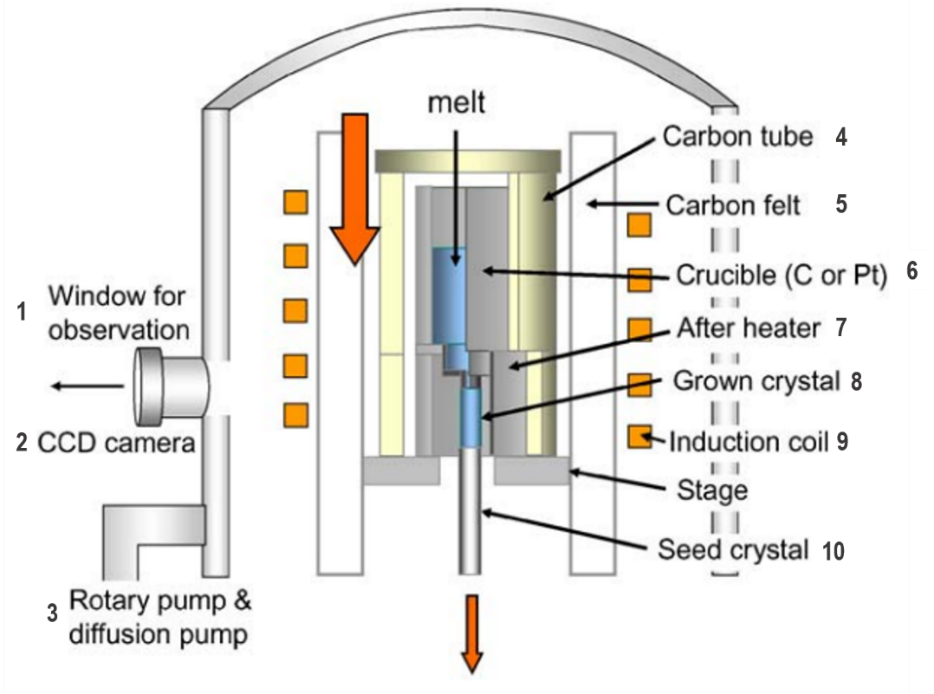 melt
Carbon tube 4
Carbon felt 5
Crucible (C or Pt) 6
1 Window for
observation
After heater 7
Grown crystal 8
2 CCD camera
Induction coil 9
Stage
Seed crystal 10
3 Rotary pump &
diffusion pump